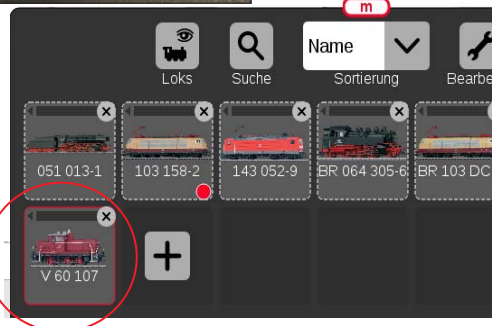 m
Name
Loks Suche Sortierung Bearbe
051 013-1 103 158-2 143 052-9 BR 064 305-6 BR 103 DC
V 60 107